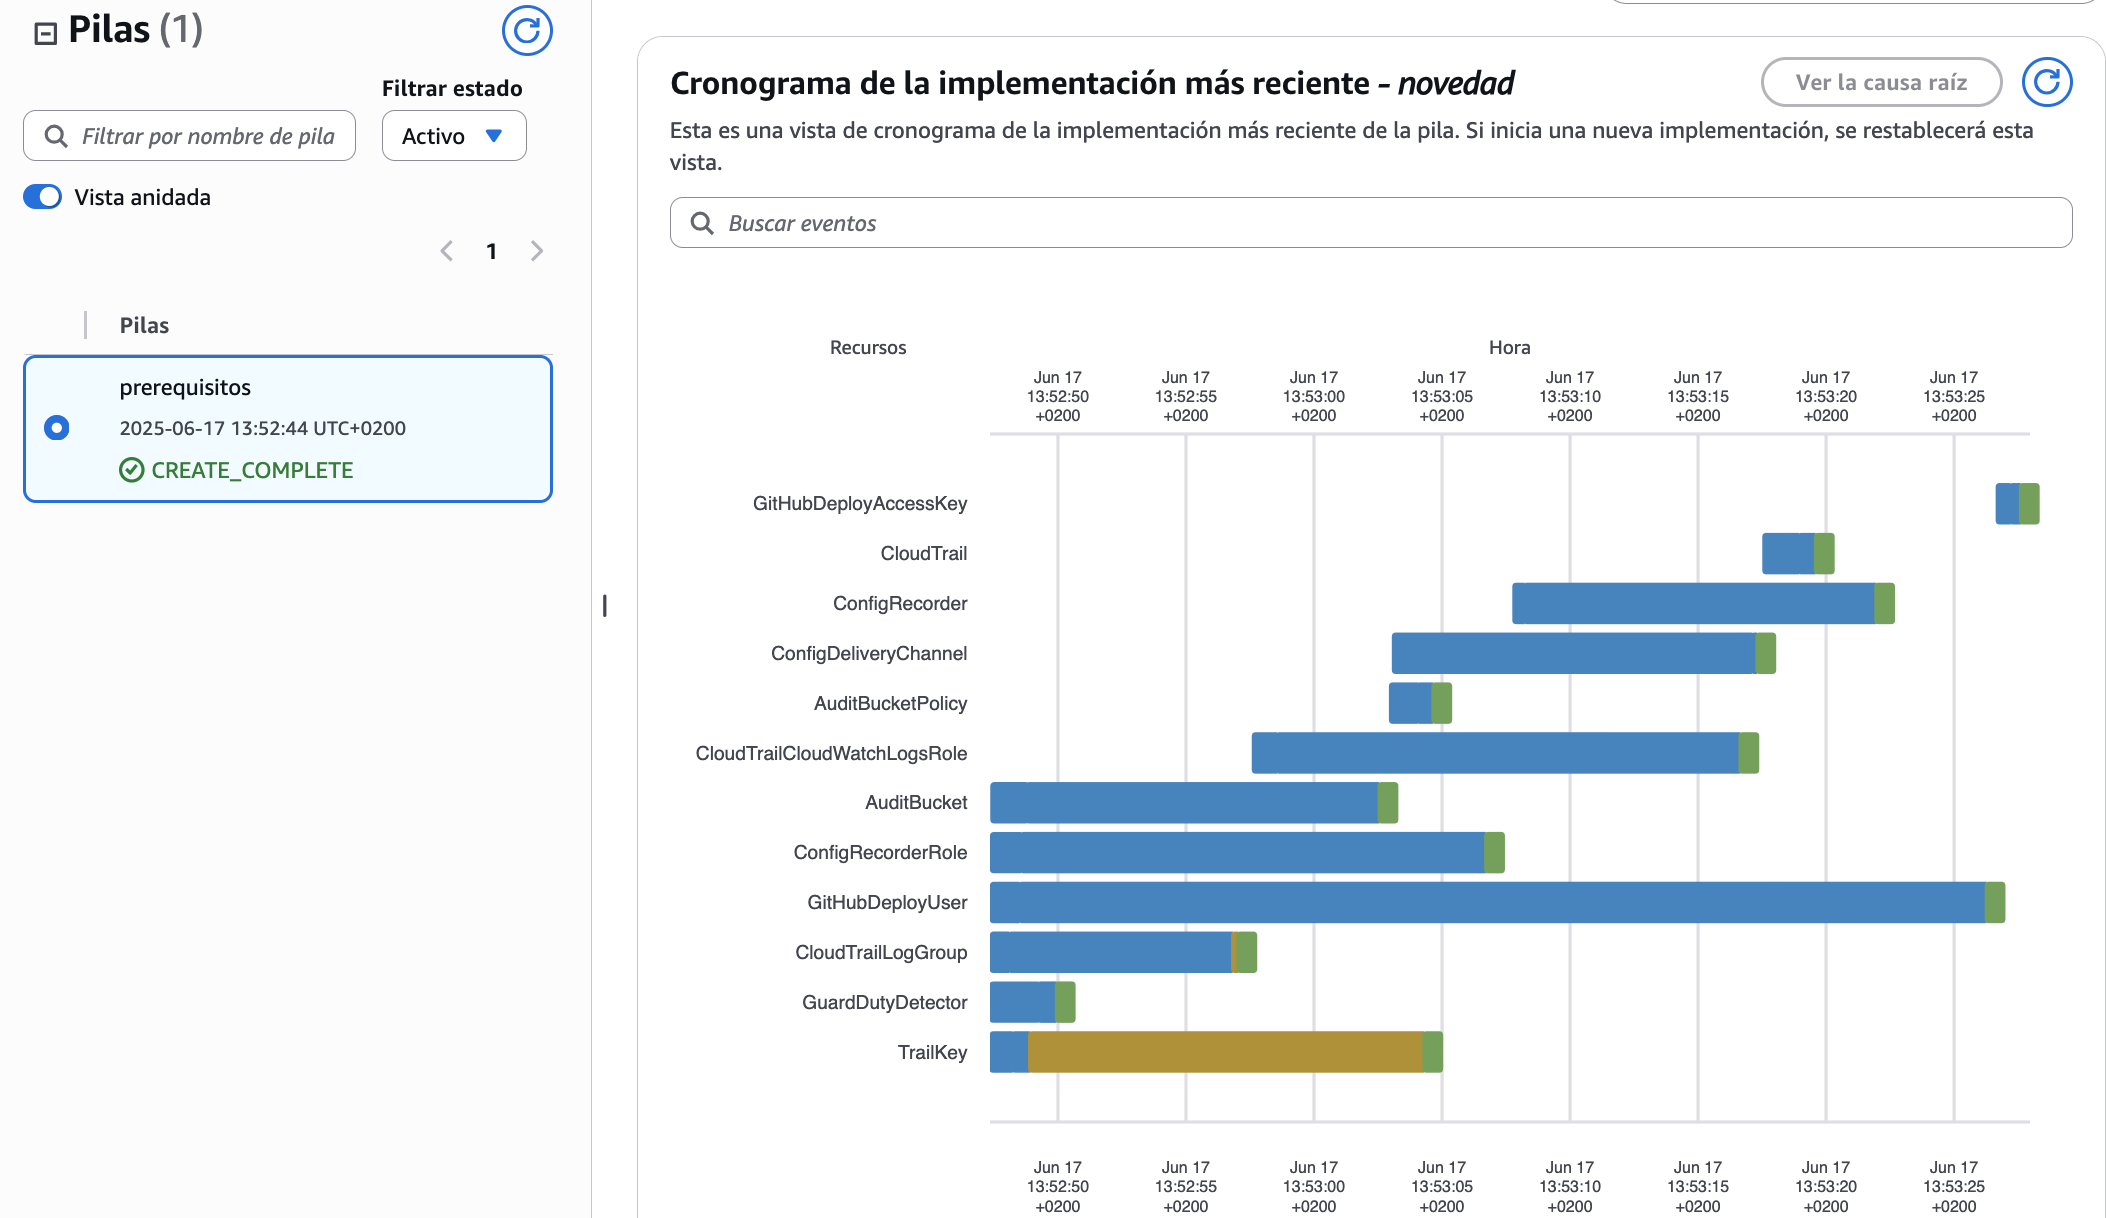 Pilas (1)
Filtrar estado
Filtrar por nombre de pila
Activo
Vista anidada
1
Pilas
prerequisitos
2025-06-17 13:52:44 UTC+0200
CREATE_COMPLETE
Cronograma de la implementación más reciente - novedad
Ver la causa raíz
Esta es una vista de cronograma de la implementación más reciente de la pila. Si inicia una nueva implementación, se restablecerá esta
vista.
Buscar eventos
Recursos
Hora
Jun 17 Jun 17 Jun 17 Jun 17 Jun 17 Jun 17 Jun 17 Jun 17
13:52:50 13:52:55 13:53:00 13:53:05 13:53:10 13:53:15 13:53:20 13:53:25
+0200 +0200 +0200 +0200 +0200 +0200 +0200 +0200
GitHubDeployAccessKey
CloudTrail
ConfigRecorder
ConfigDeliveryChannel
AuditBucketPolicy
CloudTrailCloudWatchLogsRole
AuditBucket
ConfigRecorderRole
GitHubDeployUser
CloudTrailLogGroup
GuardDutyDetector
TrailKey
Jun 17 Jun 17 Jun 17 Jun 17 Jun 17 Jun 17 Jun 17 Jun 17
13:52:50 13:52:55 13:53:00 13:53:05 13:53:10 13:53:15 13:53:20 13:53:25
+0200 +0200 +0200 +0200 +0200 +0200 +0200 +0200